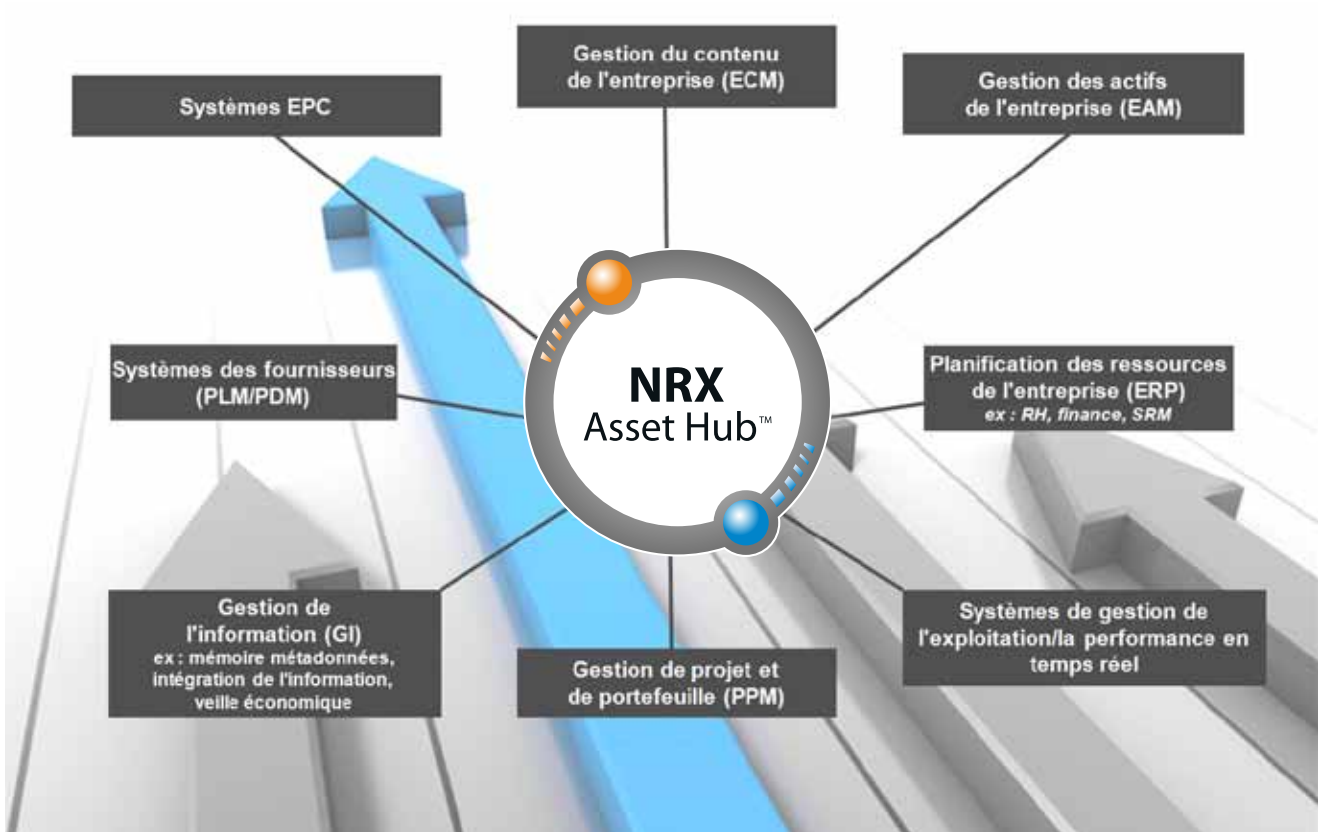 Gestion du contenu
de l'entreprise (ECM)
Systèmes EPC
Gestion des actifs
de l'entreprise (EAM)
Systèmes des fournisseurs
(PLM/PDM)
NRX
Asset Hub™
Planification des ressources
de l'entreprise (ERP)
ex : RH, finance, SRM
Gestion de
l'information (GI)
ex : mémoire métadonnées,
intégration de l'information,
veille économique
Gestion de projet et
de portefeuille (PPM)
Systèmes de gestion de
l'exploitation/la performance en
temps réel